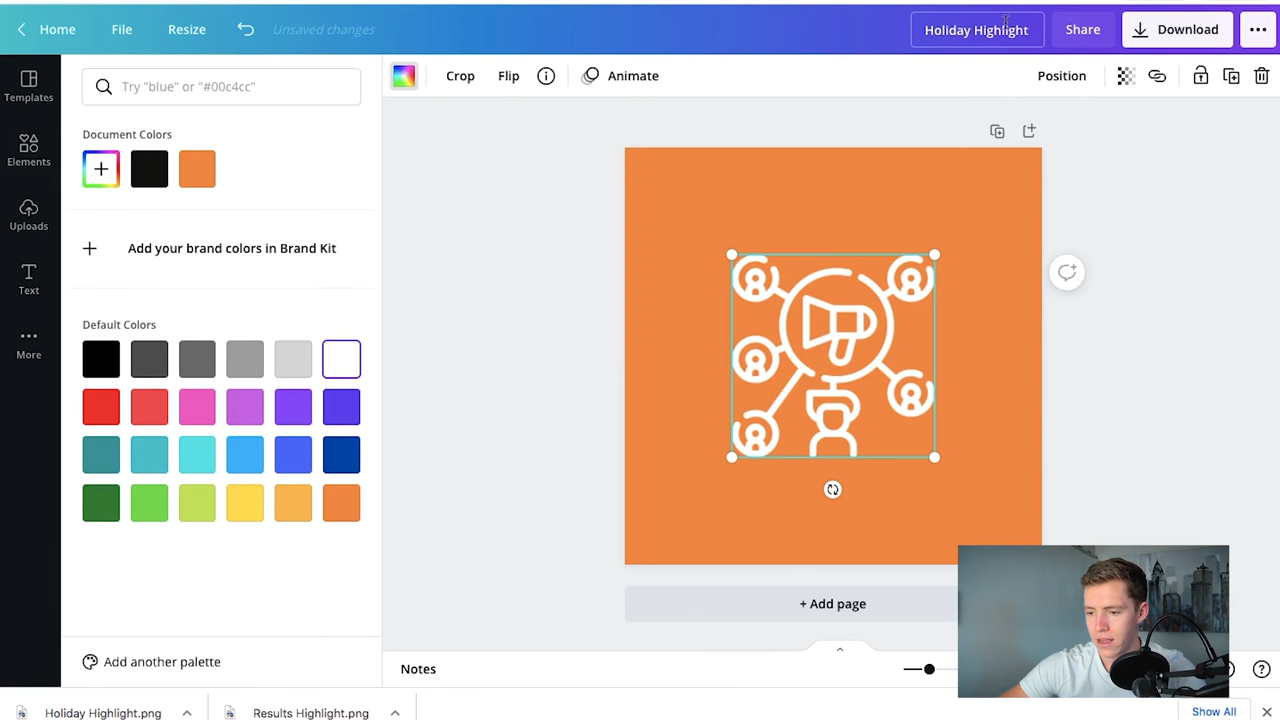 Home File Resize Unsaved changes Holiday Highlight Share Download
Templates
Elements
Uploads
Text
More
Try "blue" or "#00c4cc"
Document Colors
Add your brand colors in Brand Kit
Default Colors
Add another palette
Crop Flip Animate Position
+ Add page
Notes
Holiday Highlight.png Results Highlight.png Show All